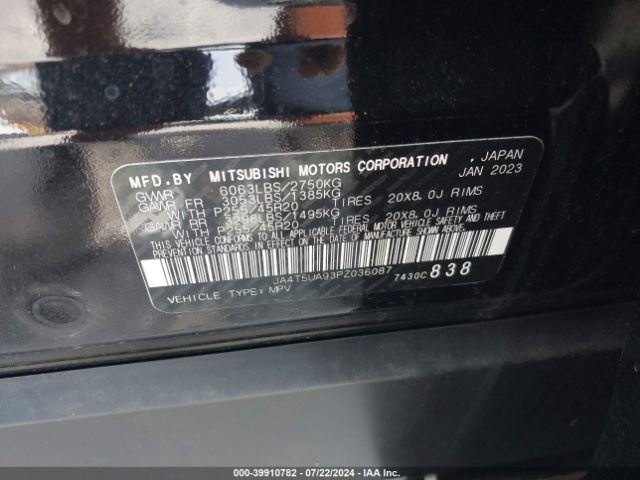 MFD.BY MITSUBISHI MOTORS CORPORATION , JAPAN
GVWR 6063LBS/2750KG JAN 2023
GAWR FR 3053LBS/1385KG TIRES 20X8.0J RIMS
WITH P255/45R20
GAWR RR LBS/1495KG TIRES 20X8.0J RIMS
WITH P255/45R20
THIS VEHICLE CONFORMS TO ALL APPLICABLE FEDERAL
MOTOR VEHICLE SAFETY AND THEFT PREVENTION STANDARDS
IN EFFECT ON THE DATE OF MANUFACTURE SHOWN ABOVE.
JA4T5UA93PZ036087 7430C 838
VEHICLE TYPE: MPV
© - 39910782 - 07/22/2024 - IAA Inc.